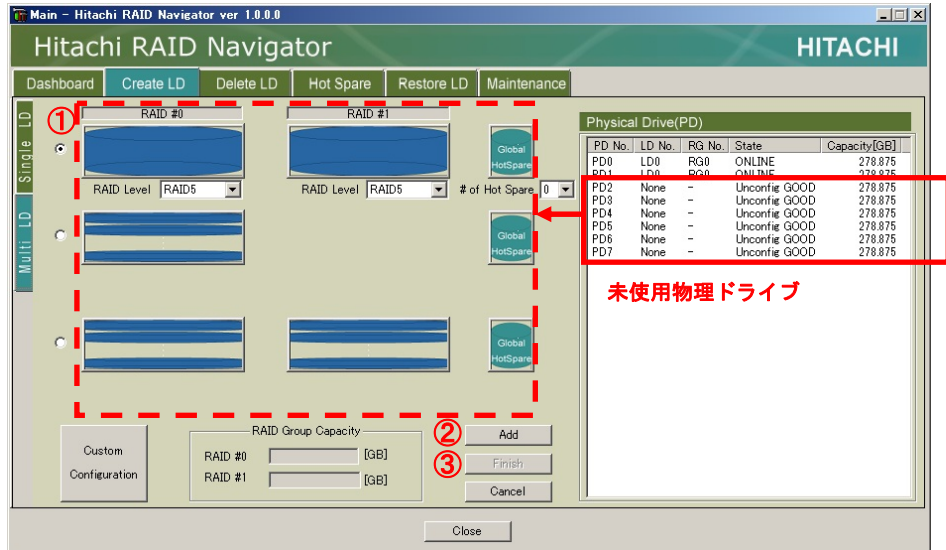 Main - Hitachi RAID Navigator ver 1.0.0.0
Hitachi RAID Navigator
HITACHI
Dashboard Create LD Delete LD Hot Spare Restore LD Maintenance
Single LD
Multi LD
①
RAID #0 RAID #1
Global HotSpare
RAID Level RAID5 RAID Level RAID5 # of Hot Spare 0
Global HotSpare
Global HotSpare
Custom Configuration
RAID Group Capacity
RAID #0 [GB]
RAID #1 [GB]
② Add
③ Finish
Cancel
Physical Drive(PD)
PD No. LD No. RG No. State Capacity[GB]
PD0 LD0 RG0 ONLINE 278.875
PD1 LD0 RG0 ONLINE 278.875
PD2 None - Unconfig GOOD 278.875
PD3 None - Unconfig GOOD 278.875
PD4 None - Unconfig GOOD 278.875
PD5 None - Unconfig GOOD 278.875
PD6 None - Unconfig GOOD 278.875
PD7 None - Unconfig GOOD 278.875
未使用物理ドライブ
Close